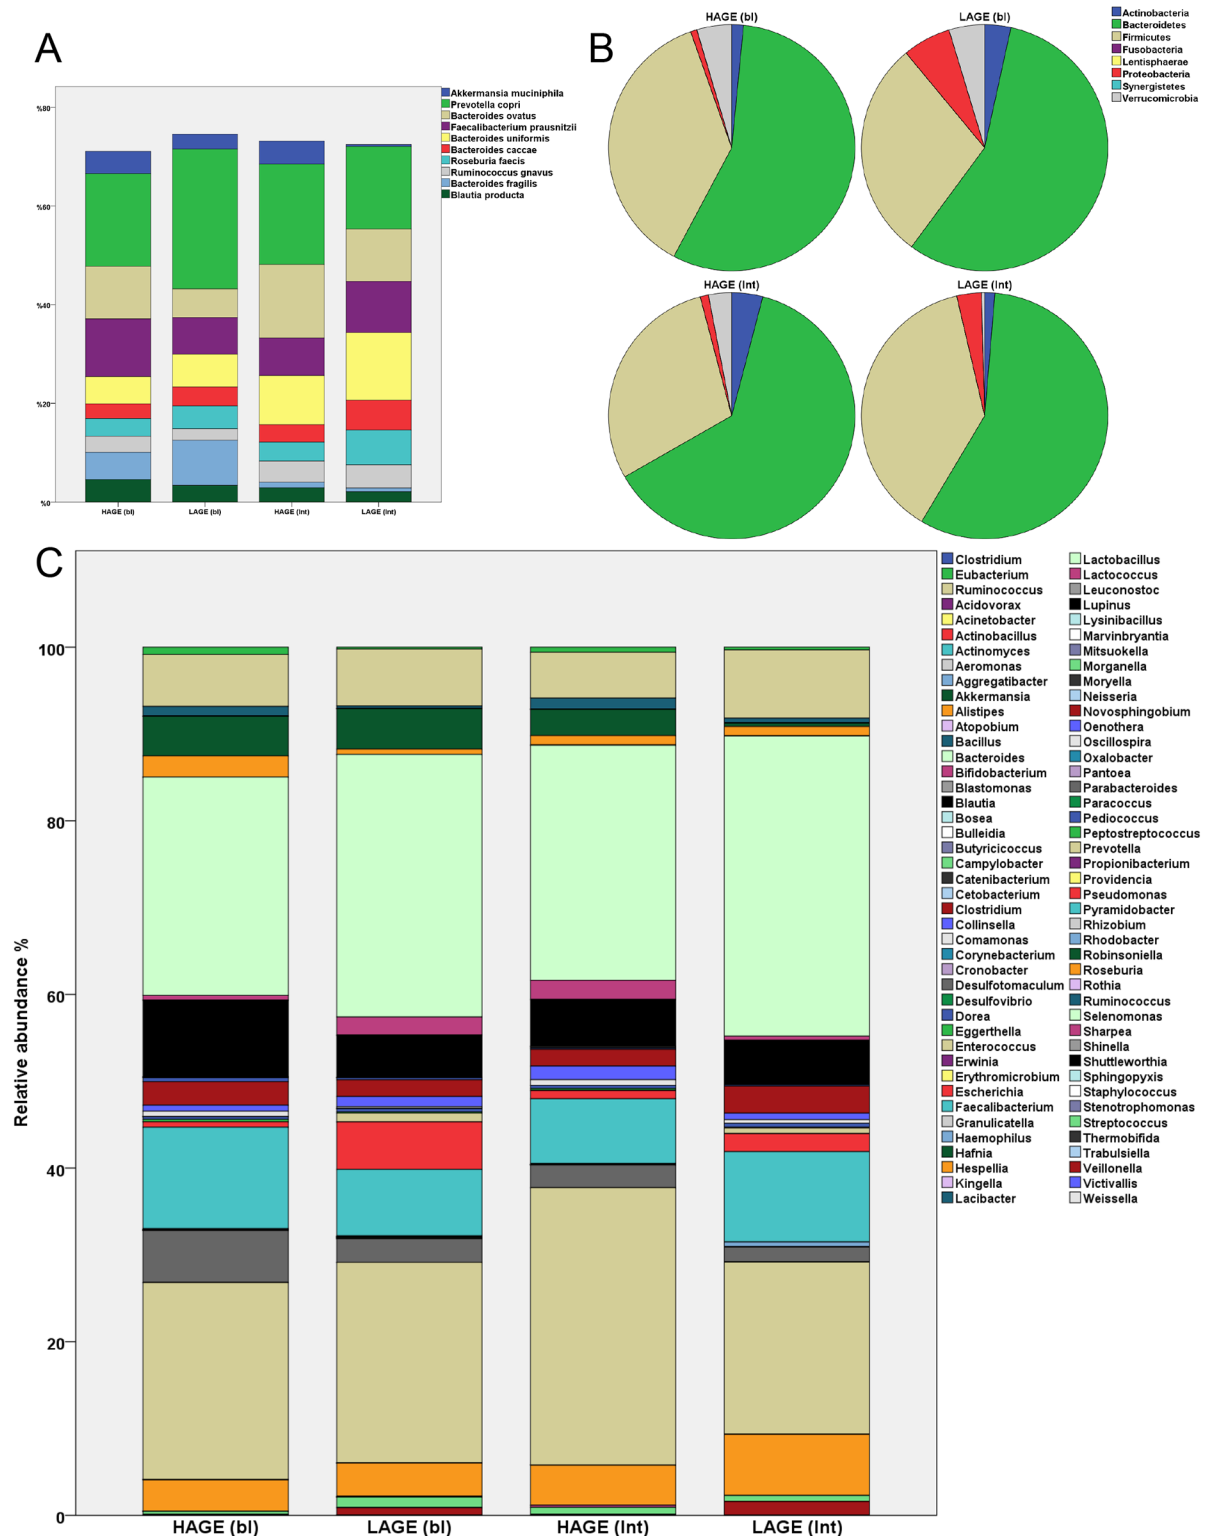 A
%80
%60
%40
%20
%0
HAGE (bl)
LAGE (bl)
HAGE (Int)
LAGE (Int)
Akkermansia muciniphila
Prevotella copri
Bacteroides ovatus
Faecalibacterium prausnitzii
Bacteroides uniformis
Bacteroides caccae
Roseburia faecis
Ruminococcus gnavus
Bacteroides fragilis
Blautia producta
B
HAGE (bl)
LAGE (bl)
HAGE (Int)
LAGE (Int)
Actinobacteria
Bacteroidetes
Firmicutes
Fusobacteria
Lentisphaerae
Proteobacteria
Synergistetes
Verrucomicrobia
C
Relative abundance %
100
80
60
40
20
0
HAGE (bl)
LAGE (bl)
HAGE (Int)
LAGE (Int)
Clostridium
Eubacterium
Ruminococcus
Acidovorax
Acinetobacter
Actinobacillus
Actinomyces
Aeromonas
Aggregatibacter
Akkermansia
Alistipes
Atopobium
Bacillus
Bacteroides
Bifidobacterium
Blastomonas
Blautia
Bosea
Bulleidia
Butyricicoccus
Campylobacter
Catenibacterium
Cetobacterium
Clostridium
Collinsella
Comamonas
Corynebacterium
Cronobacter
Desulfotomaculum
Desulfovibrio
Dorea
Eggerthella
Enterococcus
Erwinia
Erythromicrobium
Escherichia
Faecalibacterium
Granulicatella
Haemophilus
Hafnia
Hespellia
Kingella
Lacibacter
Lactobacillus
Lactococcus
Leuconostoc
Lupinus
Lysinibacillus
Marvinbryantia
Mitsuokella
Morganella
Moryella
Neisseria
Novosphingobium
Oenothera
Oscillospira
Oxalobacter
Pantoea
Parabacteroides
Paracoccus
Pediococcus
Peptostreptococcus
Prevotella
Propionibacterium
Providencia
Pseudomonas
Pyramidobacter
Rhizobium
Rhodobacter
Robinsoniella
Roseburia
Rothia
Ruminococcus
Selenomonas
Sharpea
Shinella
Shuttleworthia
Sphingopyxis
Staphylococcus
Stenotrophomonas
Streptococcus
Thermobifida
Trabulsiella
Veillonella
Victivallis
Weissella